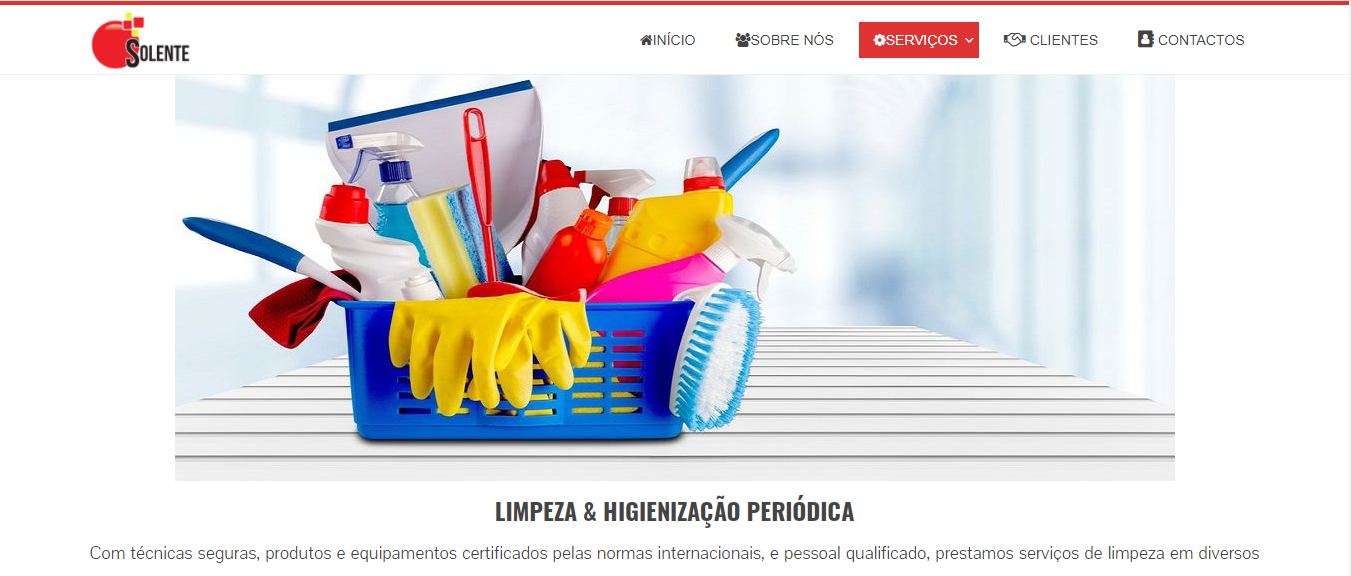 SOLENTE
INÍCIO
SOBRE NÓS
SERVIÇOS
CLIENTES
CONTACTOS
LIMPEZA & HIGIENIZAÇÃO PERIÓDICA
Com técnicas seguras, produtos e equipamentos certificados pelas normas internacionais, e pessoal qualificado, prestamos serviços de limpeza em diversos